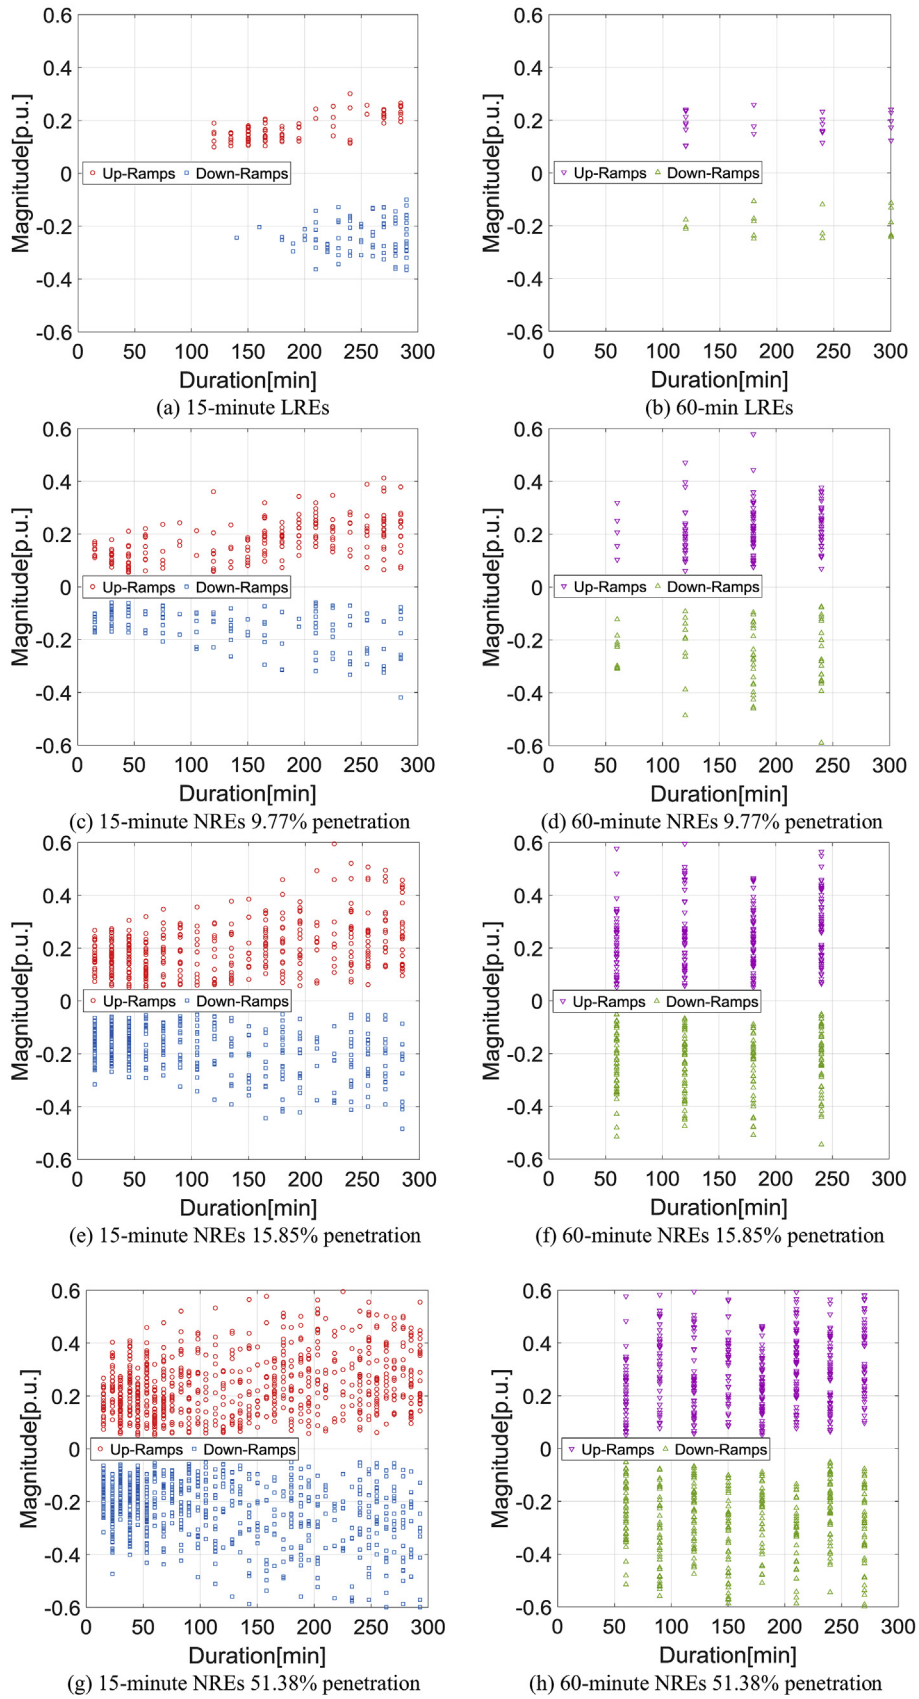 0.6
0.4
0.2
0
-0.2
-0.4
-0.6
Magnitude[p.u.]
Up-Ramps Down-Ramps
0 50 100 150 200 250 300
Duration[min]
(a) 15-minute LREs
0.6
0.4
0.2
0
-0.2
-0.4
-0.6
Magnitude[p.u.]
Up-Ramps Down-Ramps
0 50 100 150 200 250 300
Duration[min]
(b) 60-min LREs
0.6
0.4
0.2
0
-0.2
-0.4
-0.6
Magnitude[p.u.]
Up-Ramps Down-Ramps
0 50 100 150 200 250 300
Duration[min]
(c) 15-minute NREs 9.77% penetration
0.6
0.4
0.2
0
-0.2
-0.4
-0.6
Magnitude[p.u.]
Up-Ramps Down-Ramps
0 50 100 150 200 250 300
Duration[min]
(d) 60-minute NREs 9.77% penetration
0.6
0.4
0.2
0
-0.2
-0.4
-0.6
Magnitude[p.u.]
Up-Ramps Down-Ramps
0 50 100 150 200 250 300
Duration[min]
(e) 15-minute NREs 15.85% penetration
0.6
0.4
0.2
0
-0.2
-0.4
-0.6
Magnitude[p.u.]
Up-Ramps Down-Ramps
0 50 100 150 200 250 300
Duration[min]
(f) 60-minute NREs 15.85% penetration
0.6
0.4
0.2
0
-0.2
-0.4
-0.6
Magnitude[p.u.]
Up-Ramps Down-Ramps
0 50 100 150 200 250 300
Duration[min]
(g) 15-minute NREs 51.38% penetration
0.6
0.4
0.2
0
-0.2
-0.4
-0.6
Magnitude[p.u.]
Up-Ramps Down-Ramps
0 50 100 150 200 250 300
Duration[min]
(h) 60-minute NREs 51.38% penetration